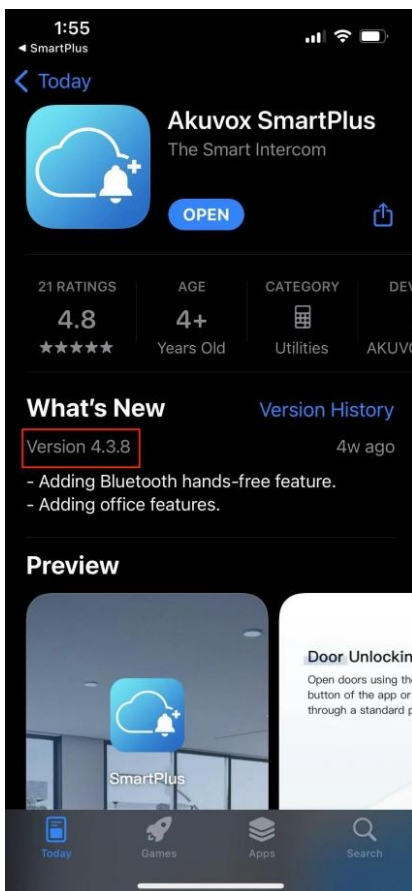 1:55
◀ SmartPlus
Today
Akuvox SmartPlus
The Smart Intercom
OPEN
21 RATINGS
AGE
CATEGORY
DEV
4.8
4+
★★★★★
Years Old
Utilities
AKUVO
What's New
Version History
Version 4.3.8
4w ago
- Adding Bluetooth hands-free feature.
- Adding office features.
Preview
SmartPlus
Door Unlockin
Open doors using the
button of the app or
through a standard p
Today
Games
Apps
Search